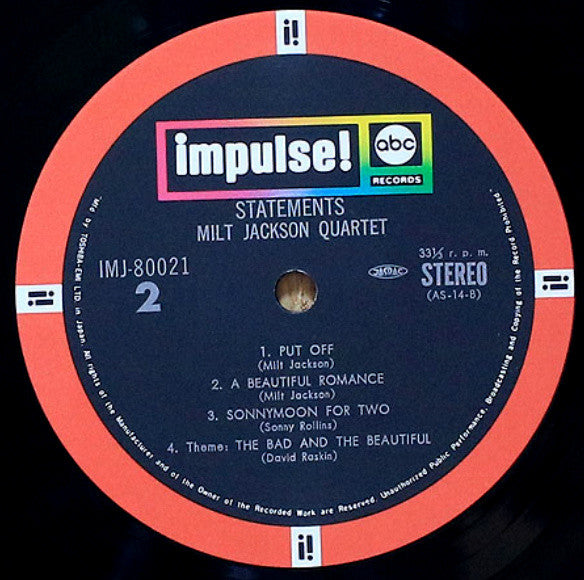 i!
impulse! abc
RECORDS
STATEMENTS
MILT JACKSON QUARTET
IMJ-80021
2
JASRAC
33⅓ r. p. m.
STEREO
(AS-14-B)
i!
i!
1. PUT OFF
(Milt Jackson)
2. A BEAUTIFUL ROMANCE
(Milt Jackson)
3. SONNYMOON FOR TWO
(Sonny Rollins)
4. Theme: THE BAD AND THE BEAUTIFUL
(David Raskin)
Mfd by TOSHIBA-EMI LTD. in Japan. All rights of the Manufacturer and of the Owner of the Recorded Work are Reserved. Unauthorized Public Performance, Broadcasting and Copying of the Record Prohibited.
i!